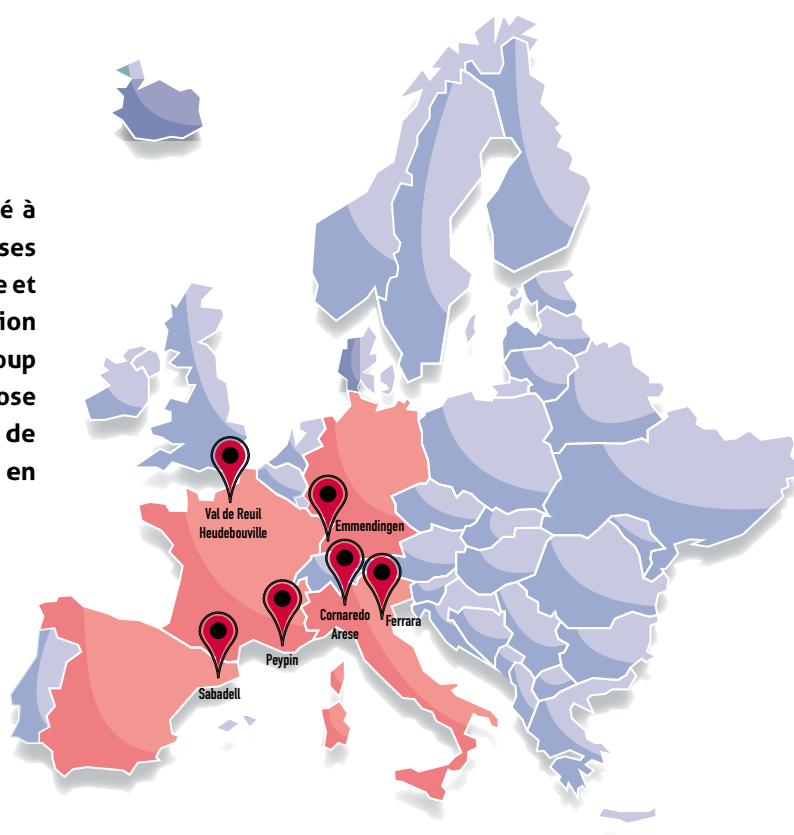 é à
ses
e et
ion
oup
ose
de
en
Val de Reuil
Heudebouville
Emmendingen
Cornaredo
Arese
Ferrara
Peypin
Sabadell